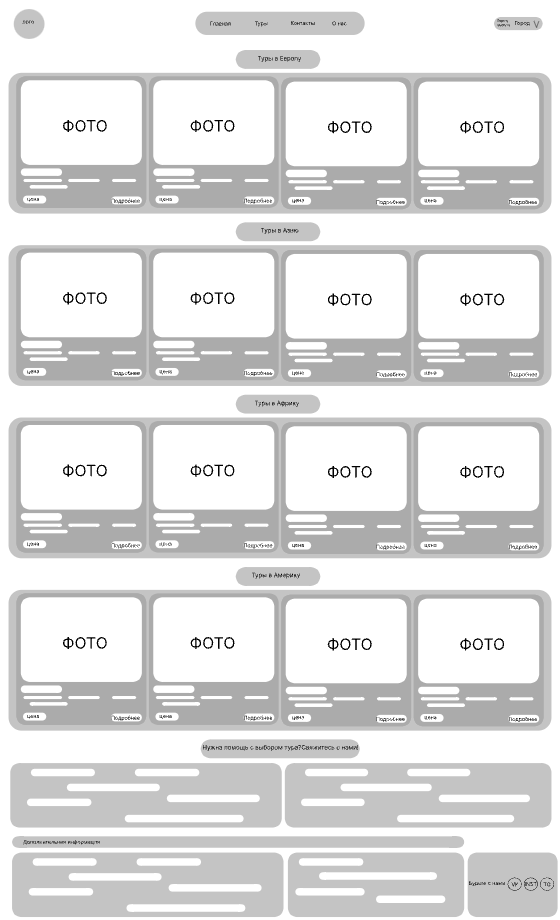 лого
Главная Туры Контакты О нас
Город V
Туры в Европу
ФОТО ФОТО ФОТО ФОТО
цена Подробнее цена Подробнее цена Подробнее цена Подробнее
Туры в Азию
ФОТО ФОТО ФОТО ФОТО
цена Подробнее цена Подробнее цена Подробнее цена Подробнее
Туры в Африку
ФОТО ФОТО ФОТО ФОТО
цена Подробнее цена Подробнее цена Подробнее цена Подробнее
Туры в Америку
ФОТО ФОТО ФОТО ФОТО
цена Подробнее цена Подробнее цена Подробнее цена Подробнее
Нужна помощь с выбором тура?Свяжитесь с нами!
Дополнительная информация
Будьте с нами VK INST TG